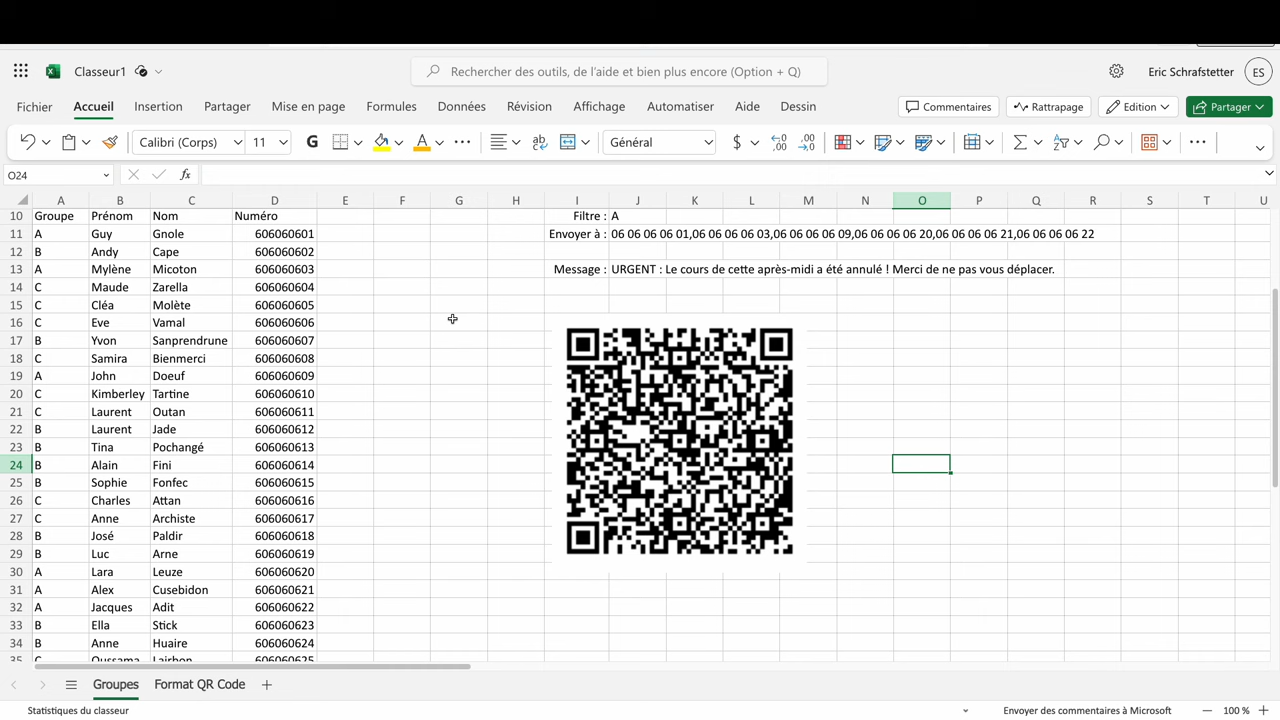 Classeur1
Rechercher des outils, de l'aide et bien plus encore (Option + Q)
Eric Schrafstetter
ES
Fichier Accueil Insertion Partager Mise en page Formules Données Révision Affichage Automatiser Aide Dessin
Commentaires Rattrapage Edition Partager
Calibri (Corps) 11 G A Général $
O24 fx
A B C D E F G H I J K L M N O P Q R S T U
10 Groupe Prénom Nom Numéro Filtre : A
11 A Guy Gnole 606060601 Envoyer à : 06 06 06 06 01,06 06 06 06 03,06 06 06 06 09,06 06 06 06 20,06 06 06 06 21,06 06 06 06 22
12 B Andy Cape 606060602
13 A Mylène Micoton 606060603 Message : URGENT : Le cours de cette après-midi a été annulé ! Merci de ne pas vous déplacer.
14 C Maude Zarella 606060604
15 C Cléa Molète 606060605
16 C Eve Vamal 606060606
17 B Yvon Sanprendrune 606060607
18 C Samira Bienmerci 606060608
19 A John Doeuf 606060609
20 C Kimberley Tartine 606060610
21 C Laurent Outan 606060611
22 B Laurent Jade 606060612
23 B Tina Pochangé 606060613
24 B Alain Fini 606060614
25 B Sophie Fonfec 606060615
26 C Charles Attan 606060616
27 C Anne Archiste 606060617
28 B José Paldir 606060618
29 B Luc Arne 606060619
30 A Lara Leuze 606060620
31 A Alex Cusebidon 606060621
32 A Jacques Adit 606060622
33 B Ella Stick 606060623
34 B Anne Huaire 606060624
35 C Oussama Lairbon 606060625
Groupes Format QR Code
Statistiques du classeur Envoyer des commentaires à Microsoft 100 %